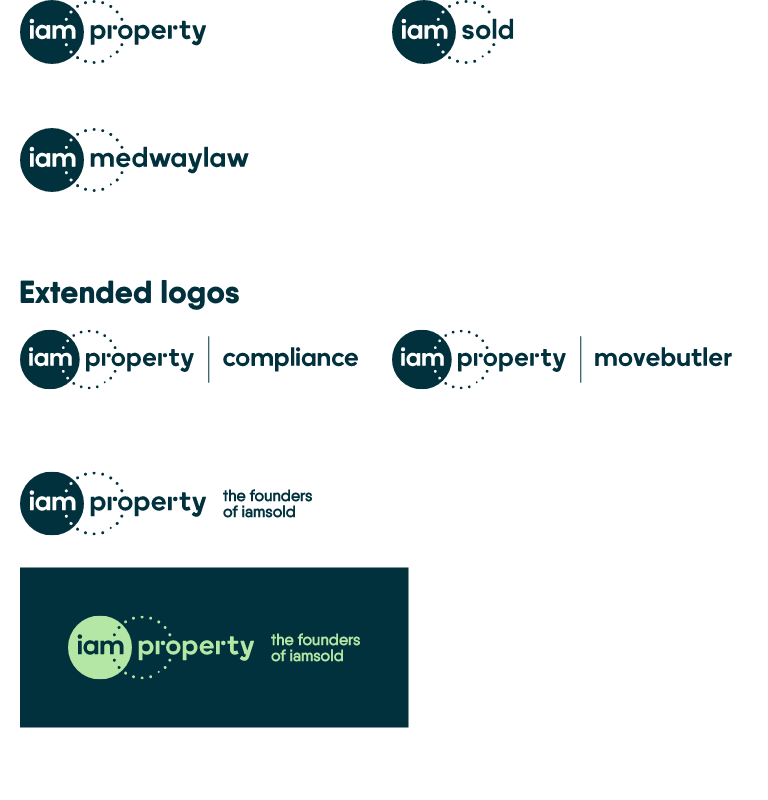 iam property
iam sold
iam medwaylaw
Extended logos
iam property | compliance
iam property | movebutler
iam property the founders
of iamsold
iam property the founders
of iamsold